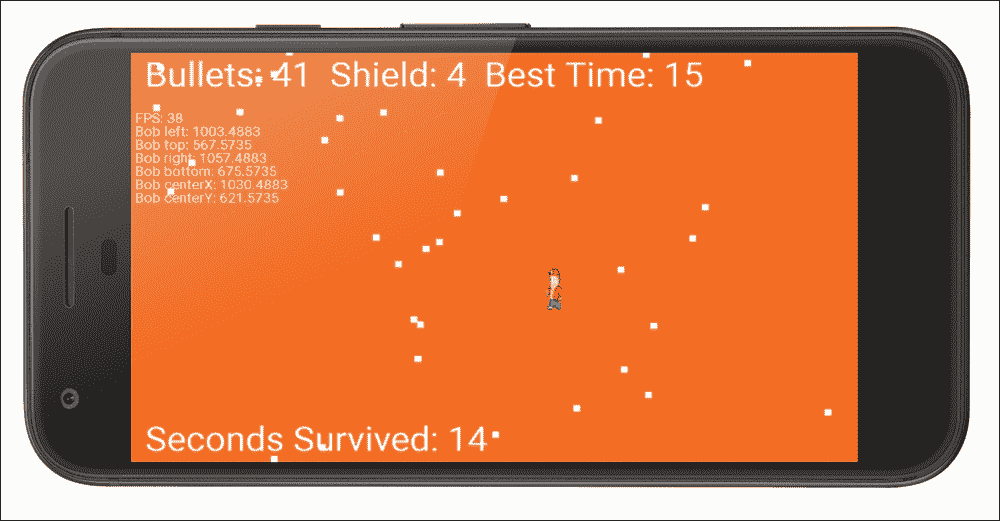 Bullets: 41 Shield: 4 Best Time: 15
FPS: 38
Bob left: 1003.4883
Bob top: 567.5735
Bob right: 1057.4883
Bob bottom: 675.5735
Bob centerX: 1030.4883
Bob centerY: 621.5735
Seconds Survived: 14